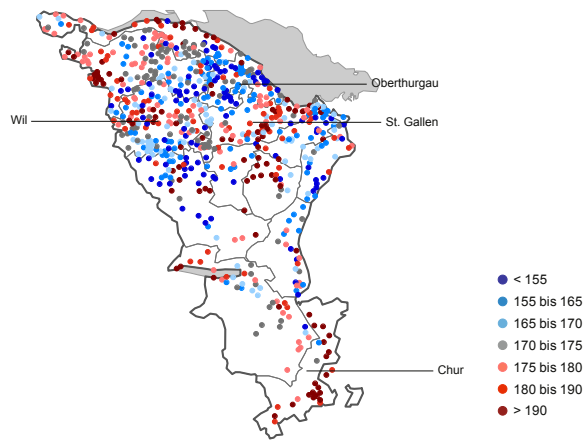 Oberthurgau
Wil
St. Gallen
< 155
155 bis 165
165 bis 170
170 bis 175
175 bis 180
180 bis 190
> 190
Chur